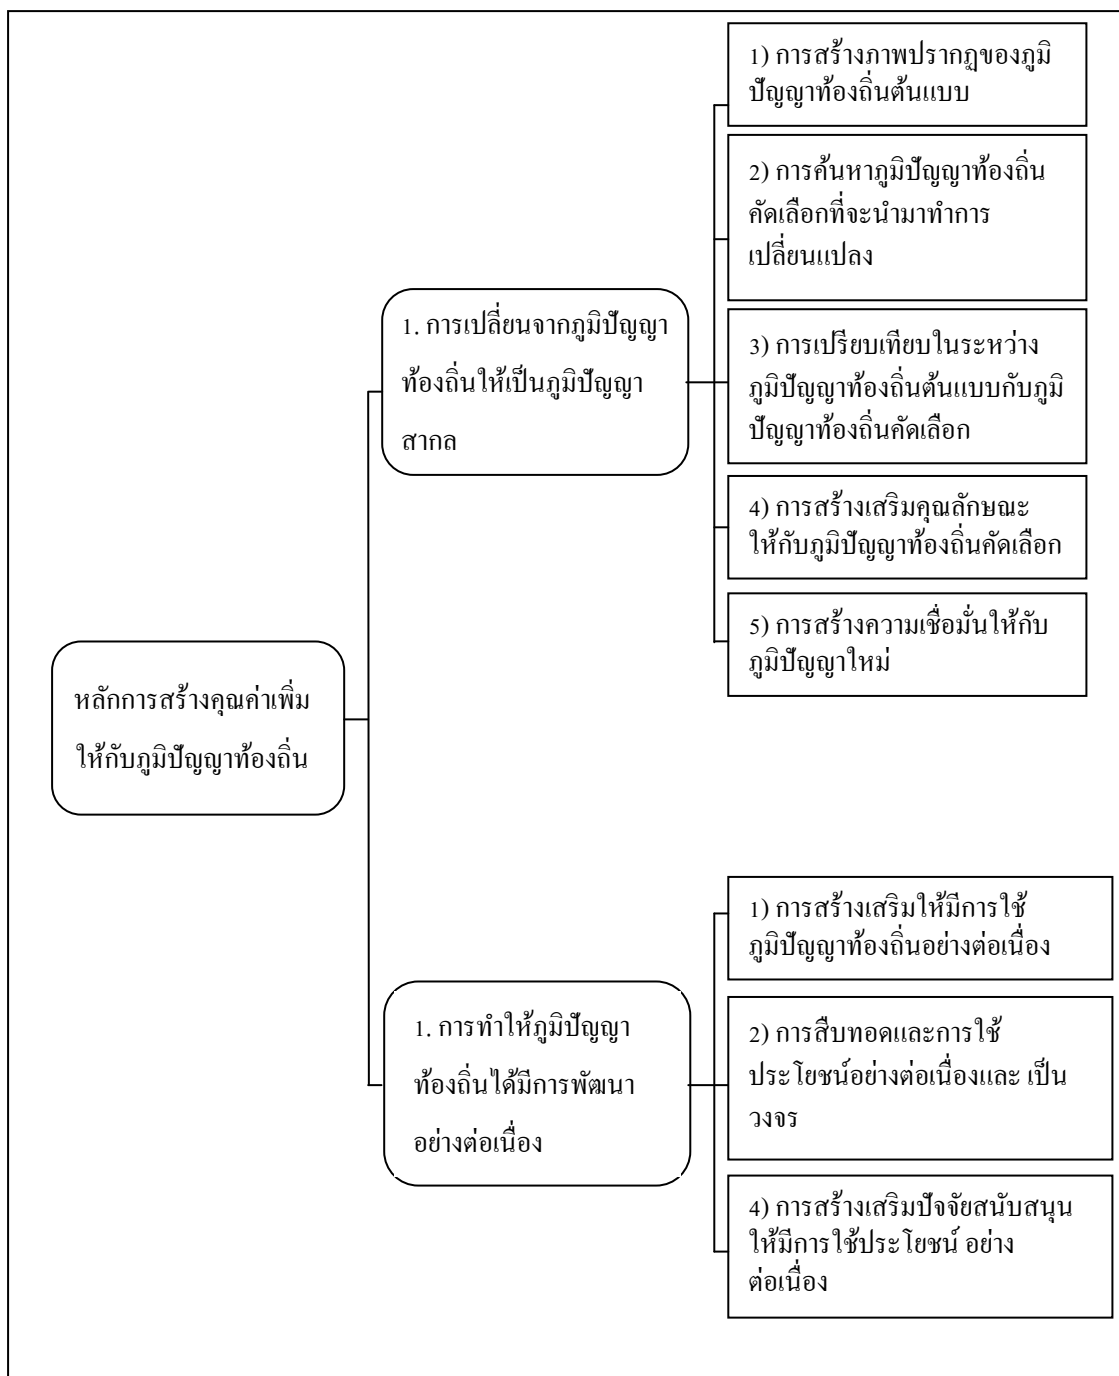 หลักการสร้างคุณค่าเพิ่ม
ให้กับภูมิปัญญาท้องถิ่น
1. การเปลี่ยนจากภูมิปัญญา
ท้องถิ่นให้เป็นภูมิปัญญา
สากล
1) การสร้างภาพปรากฏของภูมิ
ปัญญาท้องถิ่นต้นแบบ
2) การค้นหาภูมิปัญญาท้องถิ่น
คัดเลือกที่จะนำมาทำการ
เปลี่ยนแปลง
3) การเปรียบเทียบในระหว่าง
ภูมิปัญญาท้องถิ่นต้นแบบกับภูมิ
ปัญญาท้องถิ่นคัดเลือก
4) การสร้างเสริมคุณลักษณะ
ให้กับภูมิปัญญาท้องถิ่นคัดเลือก
5) การสร้างความเชื่อมั่นให้กับ
ภูมิปัญญาใหม่
1. การทำให้ภูมิปัญญา
ท้องถิ่นได้มีการพัฒนา
อย่างต่อเนื่อง
1) การสร้างเสริมให้มีการใช้
ภูมิปัญญาท้องถิ่นอย่างต่อเนื่อง
2) การสืบทอดและการใช้
ประโยชน์อย่างต่อเนื่องและ เป็น
วงจร
4) การสร้างเสริมปัจจัยสนับสนุน
ให้มีการใช้ประโยชน์ อย่าง
ต่อเนื่อง